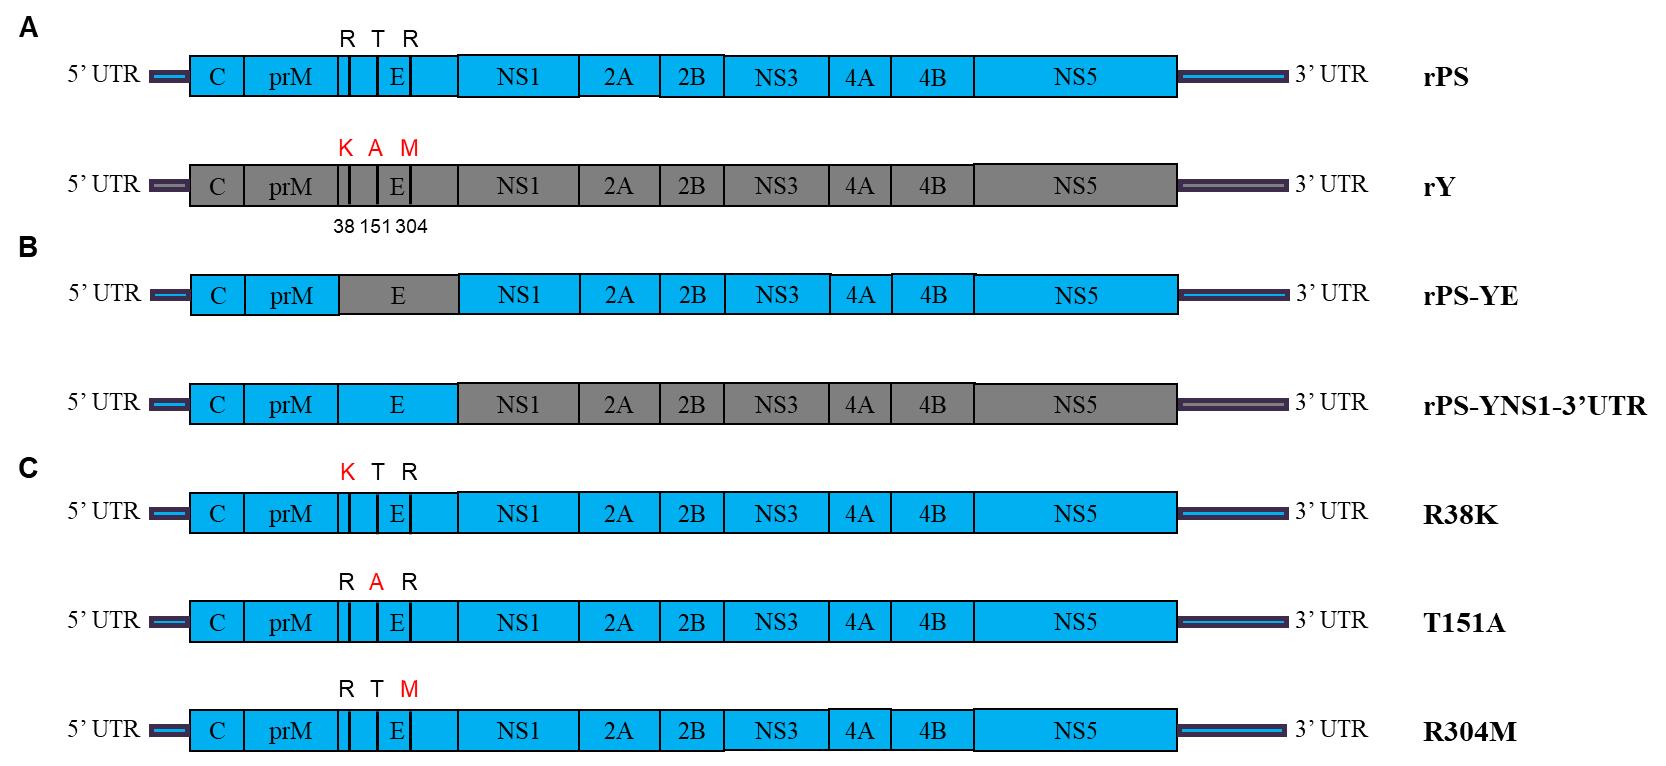 A
R T R
5’ UTR C prM E NS1 2A 2B NS3 4A 4B NS5 3’ UTR rPS
K A M
5’ UTR C prM E NS1 2A 2B NS3 4A 4B NS5 3’ UTR rY
38 151 304
B
5’ UTR C prM E NS1 2A 2B NS3 4A 4B NS5 3’ UTR rPS-YE
5’ UTR C prM E NS1 2A 2B NS3 4A 4B NS5 3’ UTR rPS-YNS1-3’UTR
C
K T R
5’ UTR C prM E NS1 2A 2B NS3 4A 4B NS5 3’ UTR R38K
R A R
5’ UTR C prM E NS1 2A 2B NS3 4A 4B NS5 3’ UTR T151A
R T M
5’ UTR C prM E NS1 2A 2B NS3 4A 4B NS5 3’ UTR R304M